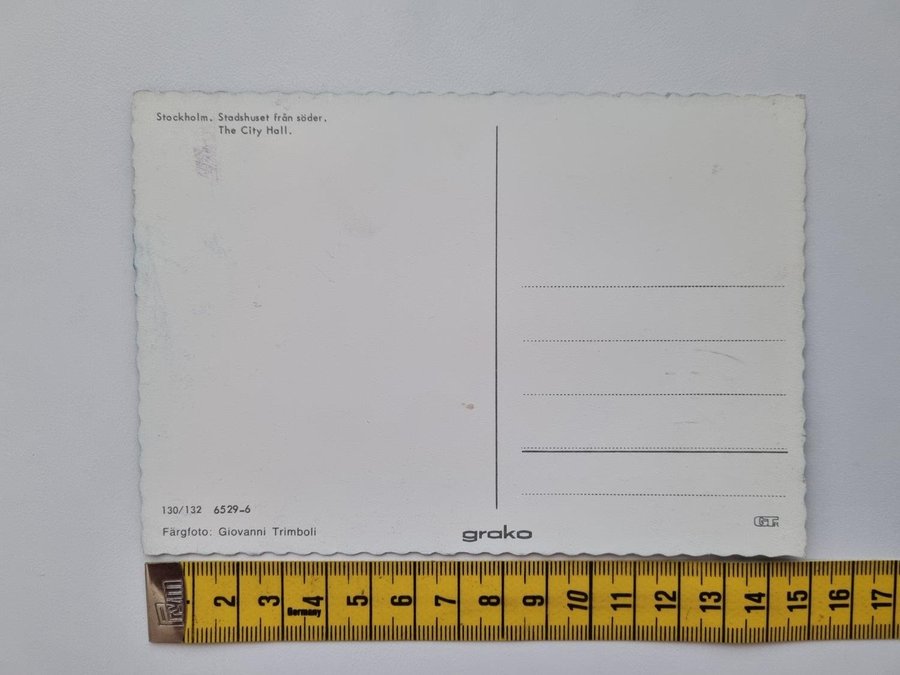 Stockholm. Stadshuset från söder.
The City Hall.
130/132 6529-6
Färgfoto: Giovanni Trimboli
grako
2 3 4 5 6 7 8 9 10 11 12 13 14 15 16 17
Germany